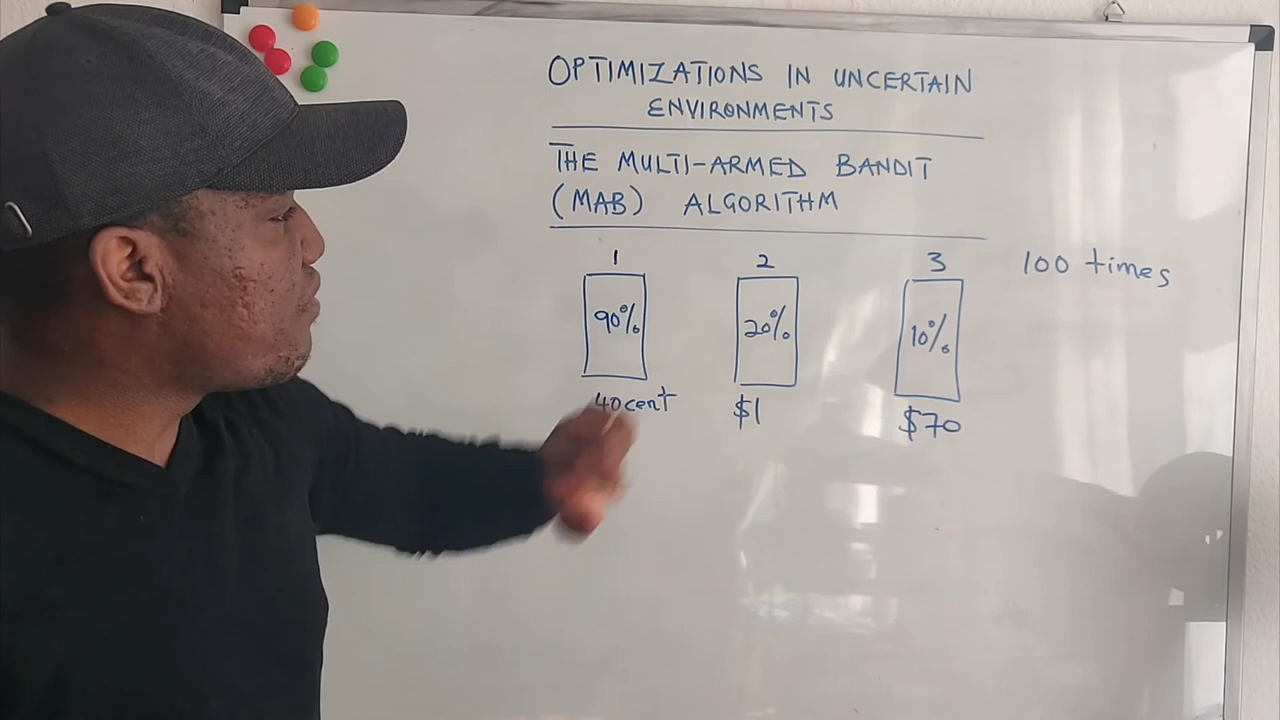 OPTIMIZATIONS IN UNCERTAIN
ENVIRONMENTS
THE MULTI-ARMED BANDIT
(MAB) ALGORITHM
1 2 3 100 times
90% 20% 10%
40cent $1 $70